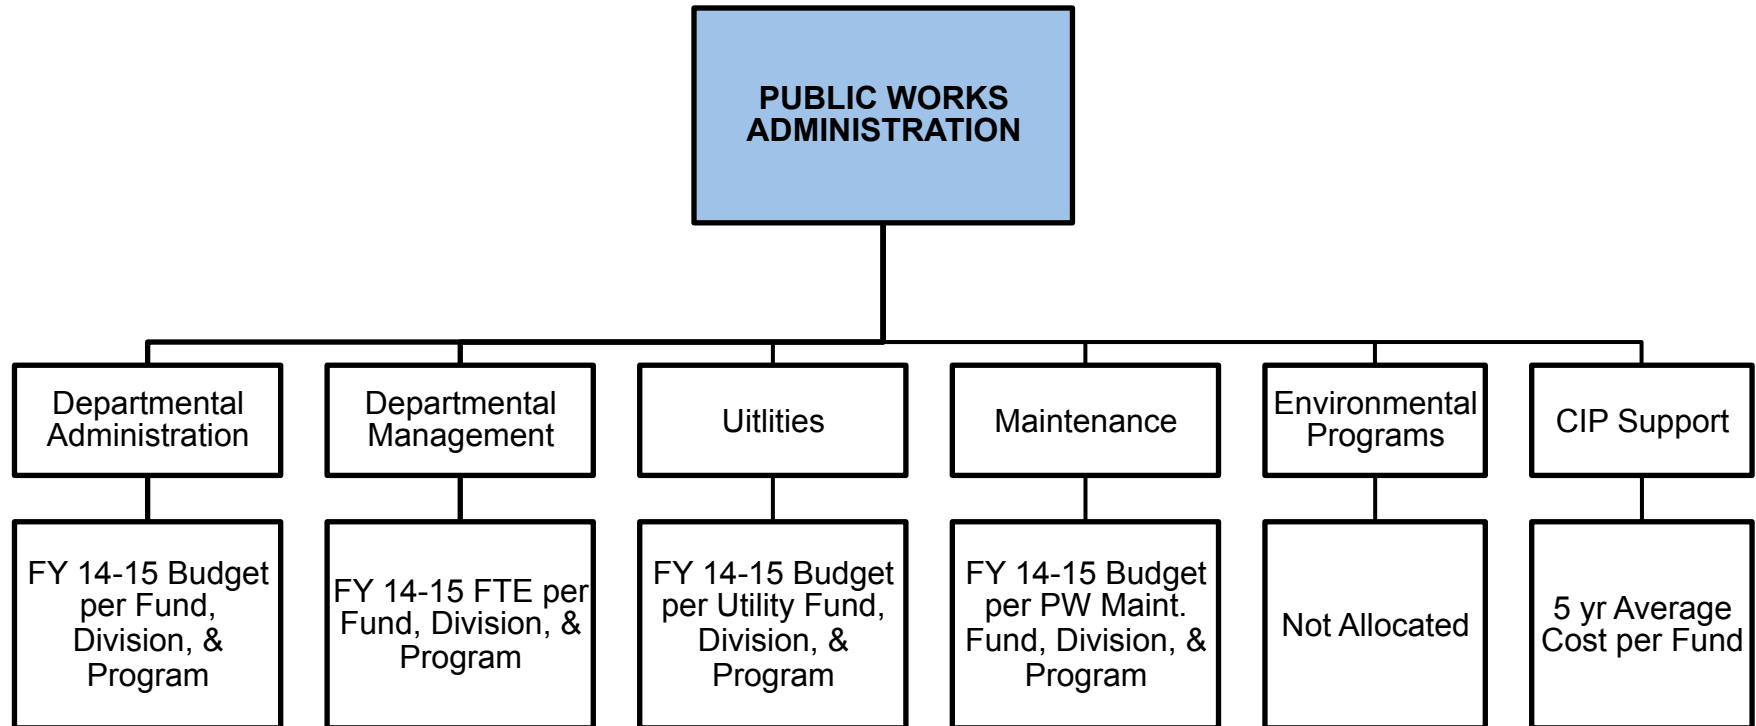 PUBLIC WORKS
ADMINISTRATION
Departmental
Administration
Departmental
Management
Uitlities
Maintenance
Environmental
Programs
CIP Support
FY 14-15 Budget
per Fund,
Division, &
Program
FY 14-15 FTE per
Fund, Division, &
Program
FY 14-15 Budget
per Utility Fund,
Division, &
Program
FY 14-15 Budget
per PW Maint.
Fund, Division, &
Program
Not Allocated
5 yr Average
Cost per Fund